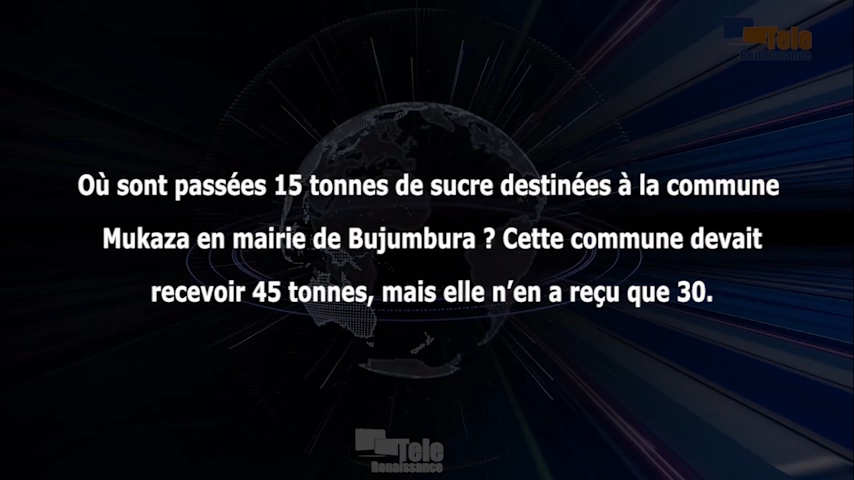 Tele
Renaissance
Où sont passées 15 tonnes de sucre destinées à la commune
Mukaza en mairie de Bujumbura ? Cette commune devait
recevoir 45 tonnes, mais elle n’en a reçu que 30.
Tele
Renaissance